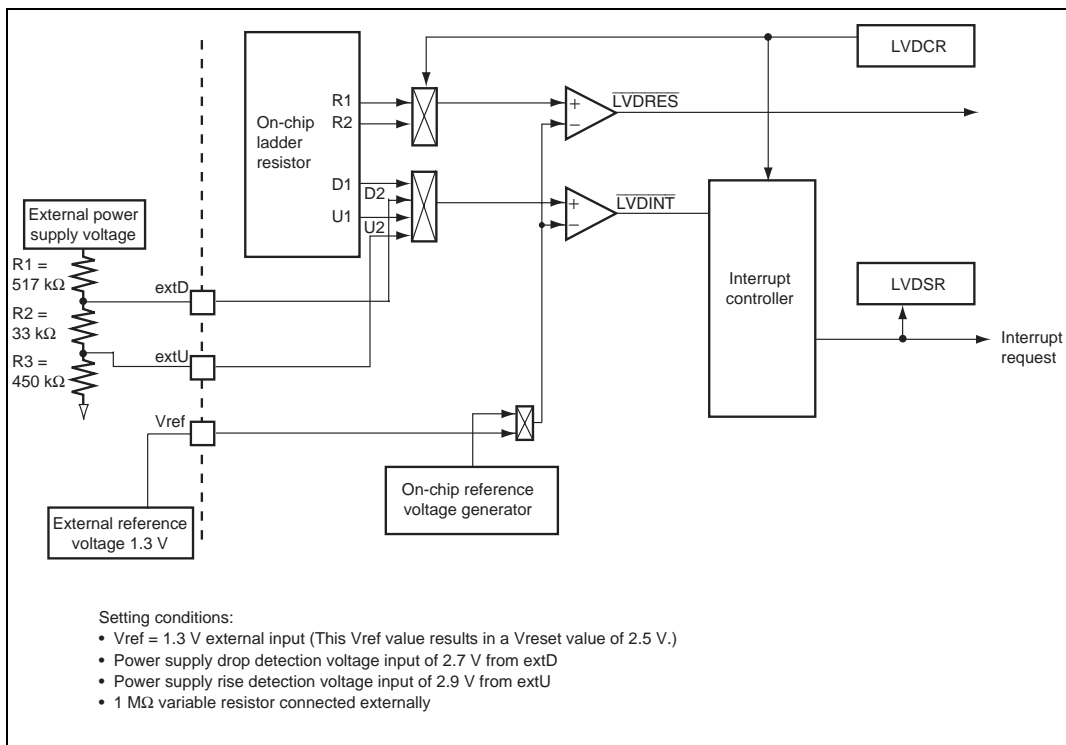 LVDCR
On-chip
ladder
resistor
R1
R2
D1
D2
U1
U2
+
−
L̅V̅D̅R̅E̅S̅
+
−
L̅V̅D̅I̅N̅T̅
Interrupt
controller
LVDSR
Interrupt
request
External power
supply voltage
R1 =
517 kΩ
extD
R2 =
33 kΩ
extU
R3 =
450 kΩ
Vref
On-chip reference
voltage generator
External reference
voltage 1.3 V
Setting conditions:
• Vref = 1.3 V external input (This Vref value results in a Vreset value of 2.5 V.)
• Power supply drop detection voltage input of 2.7 V from extD
• Power supply rise detection voltage input of 2.9 V from extU
• 1 MΩ variable resistor connected externally